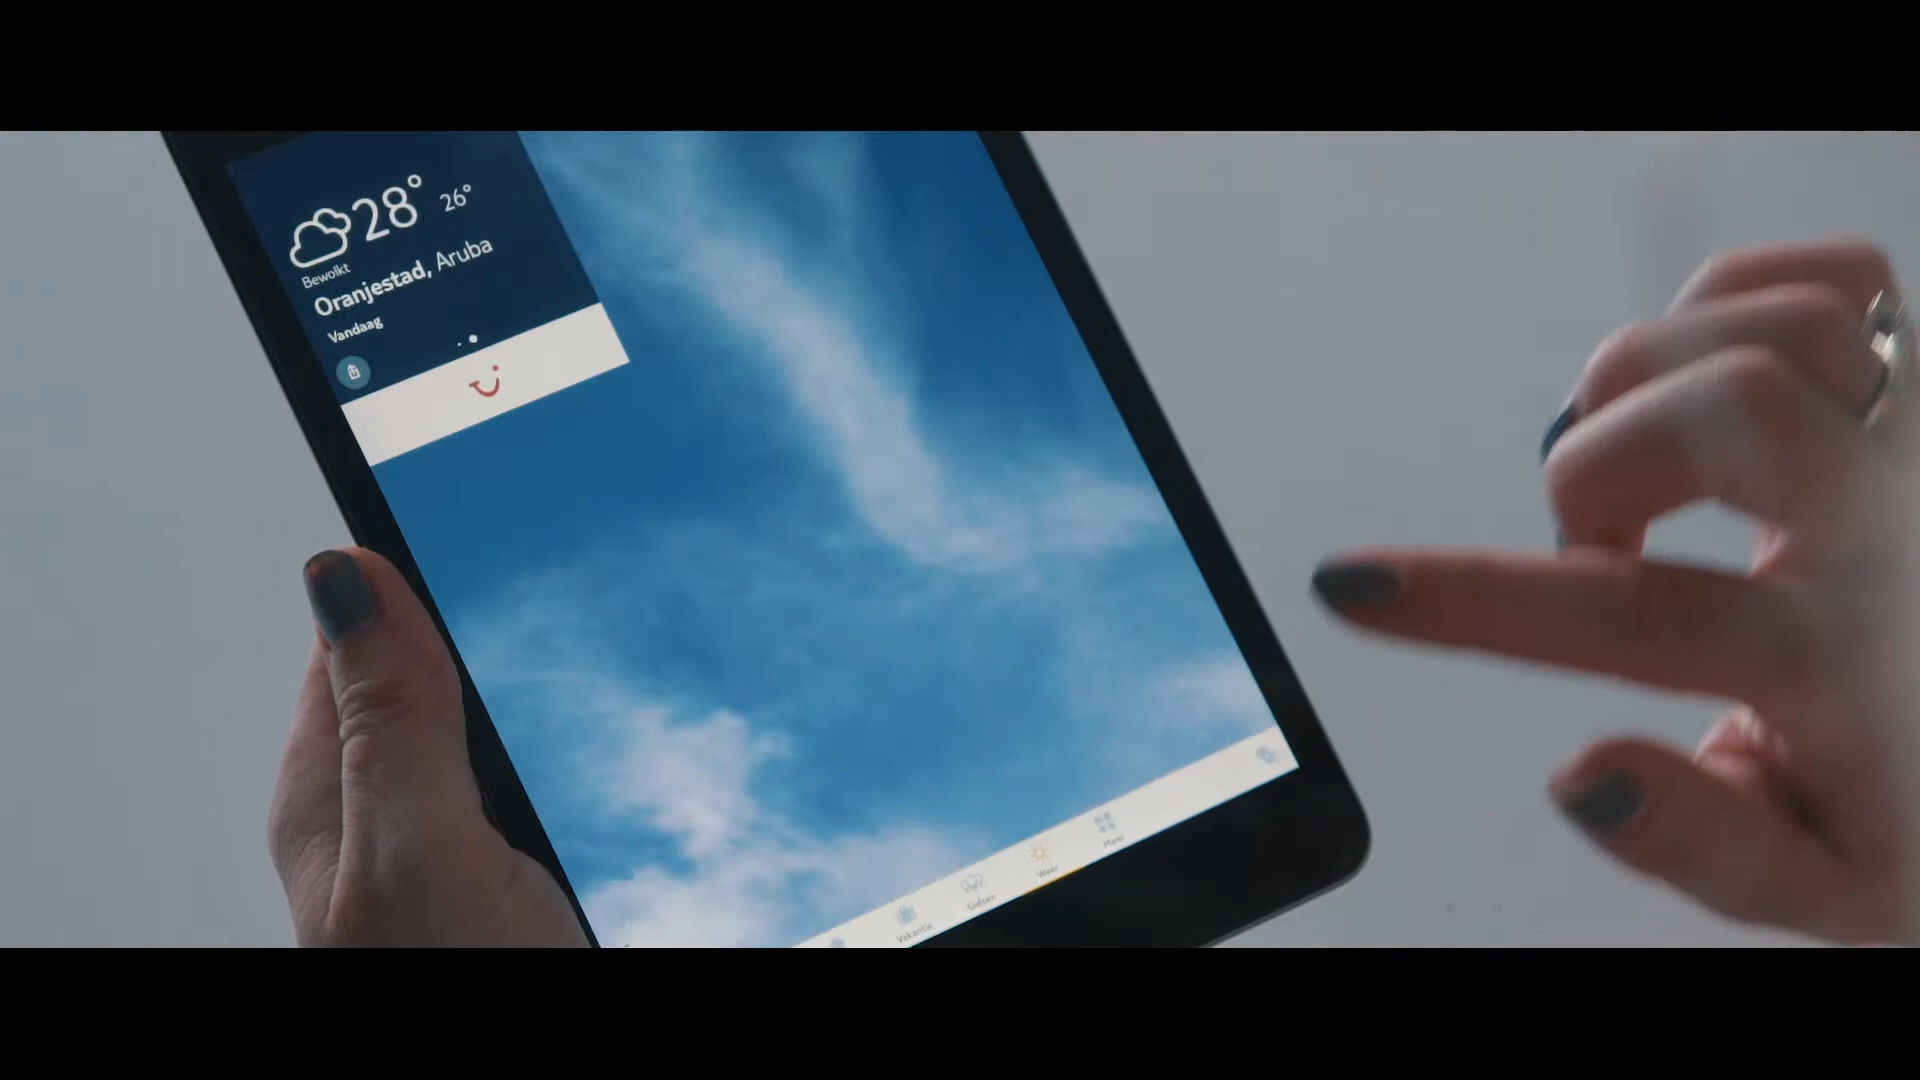 28° 26°
Bewolkt
Oranjestad, Aruba
Vandaag
Vakantie
Gidsen
Weer
Meer